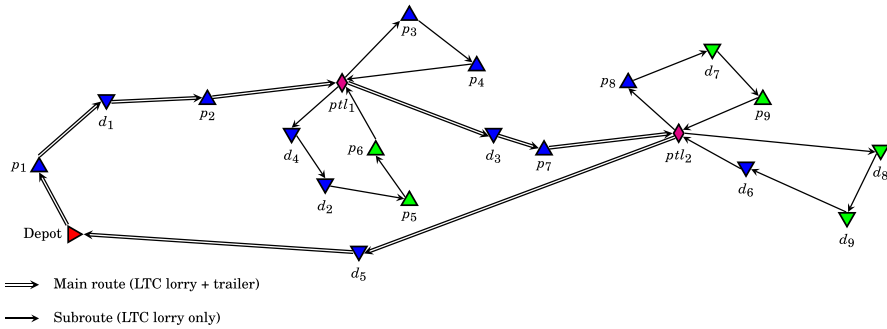 p3
p4
d7
p8
p9
ptl1
d1
p2
d4
p6
d3
p7
ptl2
d8
p1
d6
d2
p5
d9
Depot
d5
Main route (LTC lorry + trailer)
Subroute (LTC lorry only)